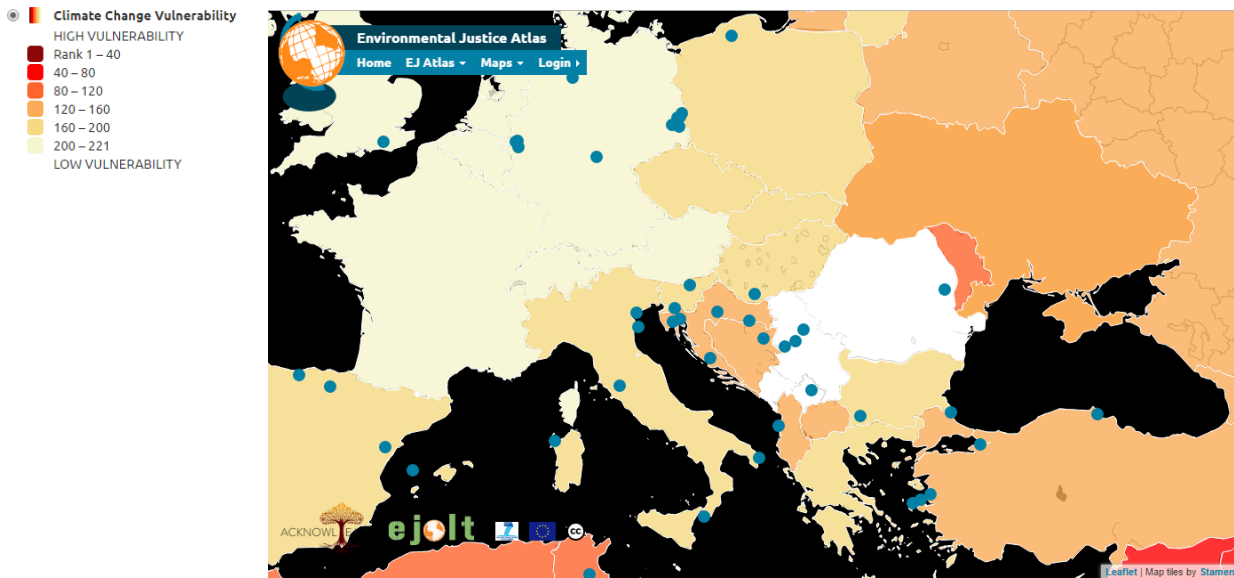 Climate Change Vulnerability
HIGH VULNERABILITY
Rank 1 – 40
40 – 80
80 – 120
120 – 160
160 – 200
200 – 221
LOW VULNERABILITY
Environmental Justice Atlas
Home EJ Atlas Maps Login
ejolt
cc
Leaflet | Map tiles by Stamen